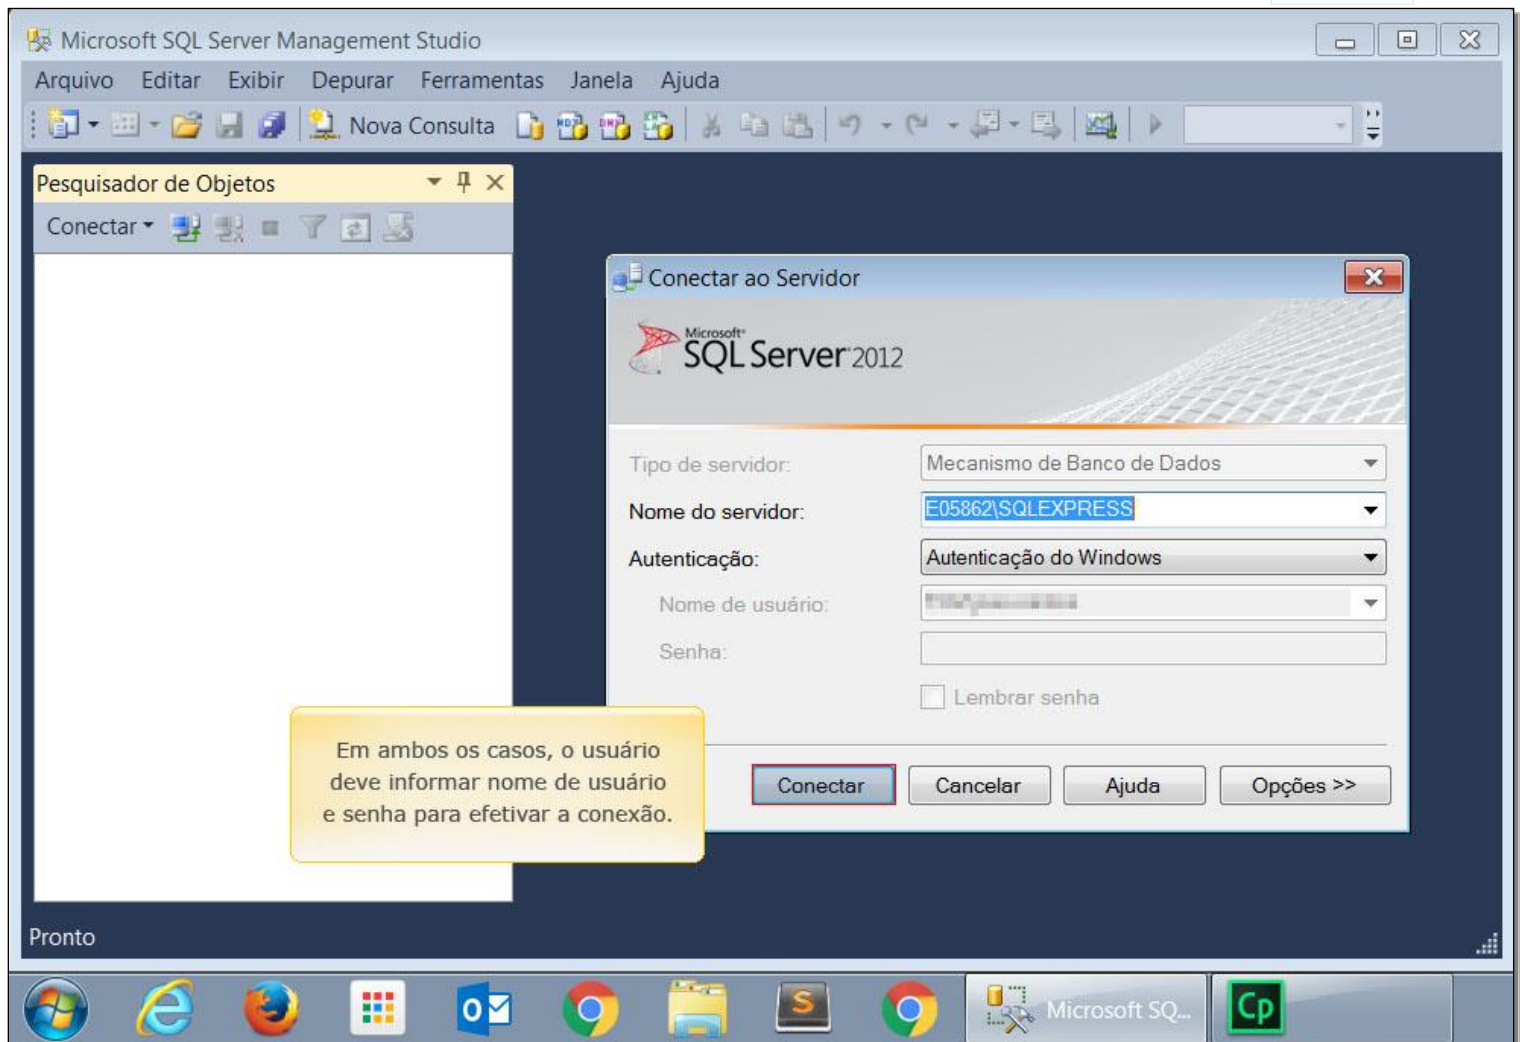 Microsoft SQL Server Management Studio
Arquivo Editar Exibir Depurar Ferramentas Janela Ajuda
Nova Consulta
Pesquisador de Objetos
Conectar
Conectar ao Servidor
Microsoft
SQL Server 2012
Tipo de servidor: Mecanismo de Banco de Dados
Nome do servidor: E05862\SQLEXPRESS
Autenticação: Autenticação do Windows
Nome de usuário:
Senha:
Lembrar senha
Em ambos os casos, o usuário
deve informar nome de usuário
e senha para efetivar a conexão.
Conectar Cancelar Ajuda Opções >>
Pronto
Microsoft SQ...
Cp